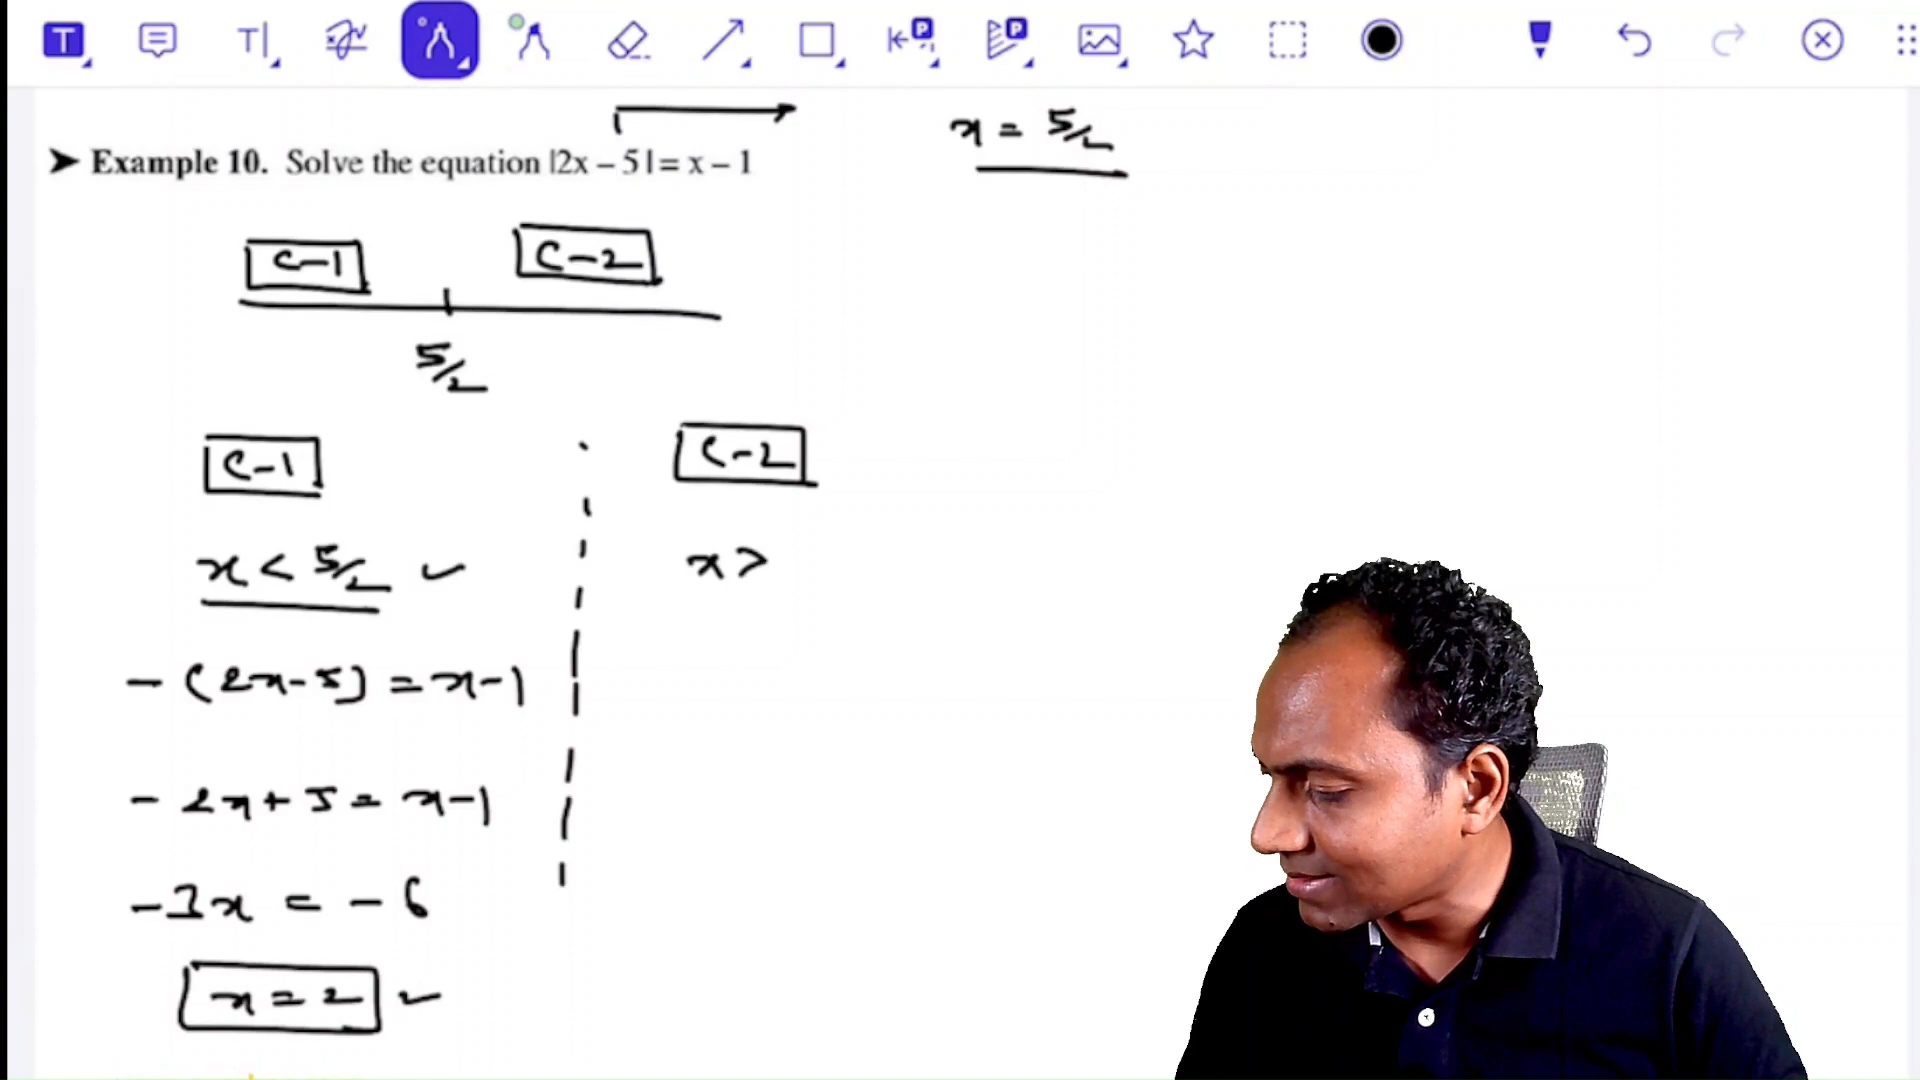 x = 5/2
➤ Example 10. Solve the equation |2x – 5| = x – 1
C-1
C-2
5/2
C-1
C-2
x < 5/2 ✓
x >
- (2x-5) = x-1
- 2x+5 = x-1
-3x = -6
x = 2 ✓